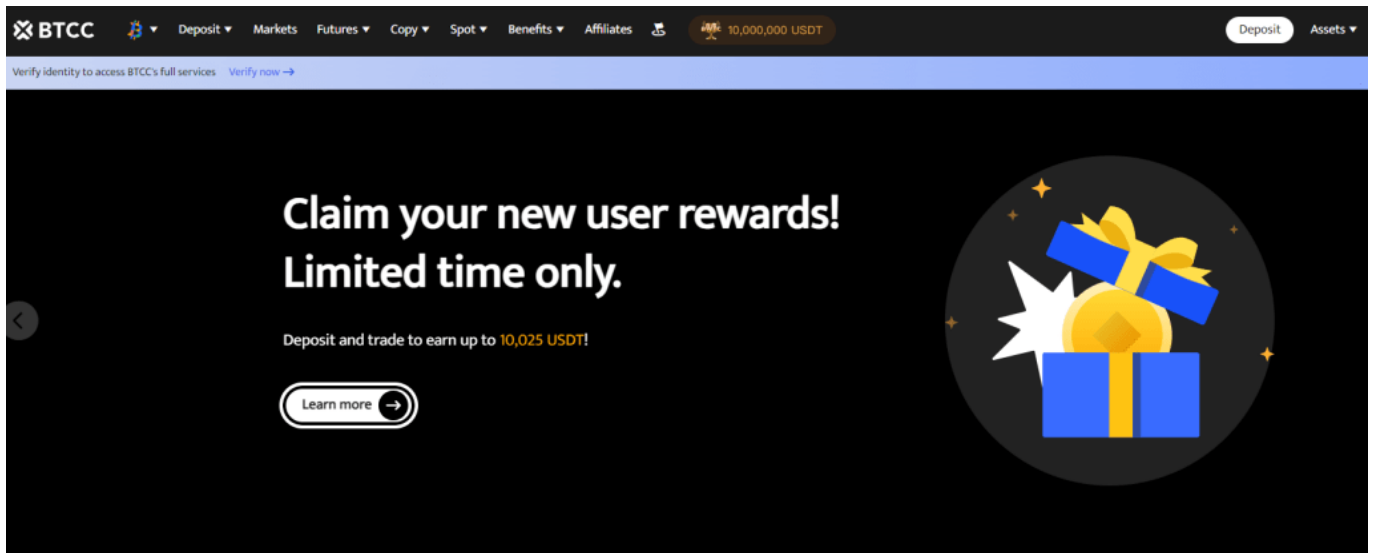 BTCC Deposit Markets Futures Copy Spot Benefits Affiliates 10,000,000 USDT Deposit Assets
Verify identity to access BTCC's full services Verify now →
Claim your new user rewards!
Limited time only.
Deposit and trade to earn up to 10,025 USDT!
Learn more →